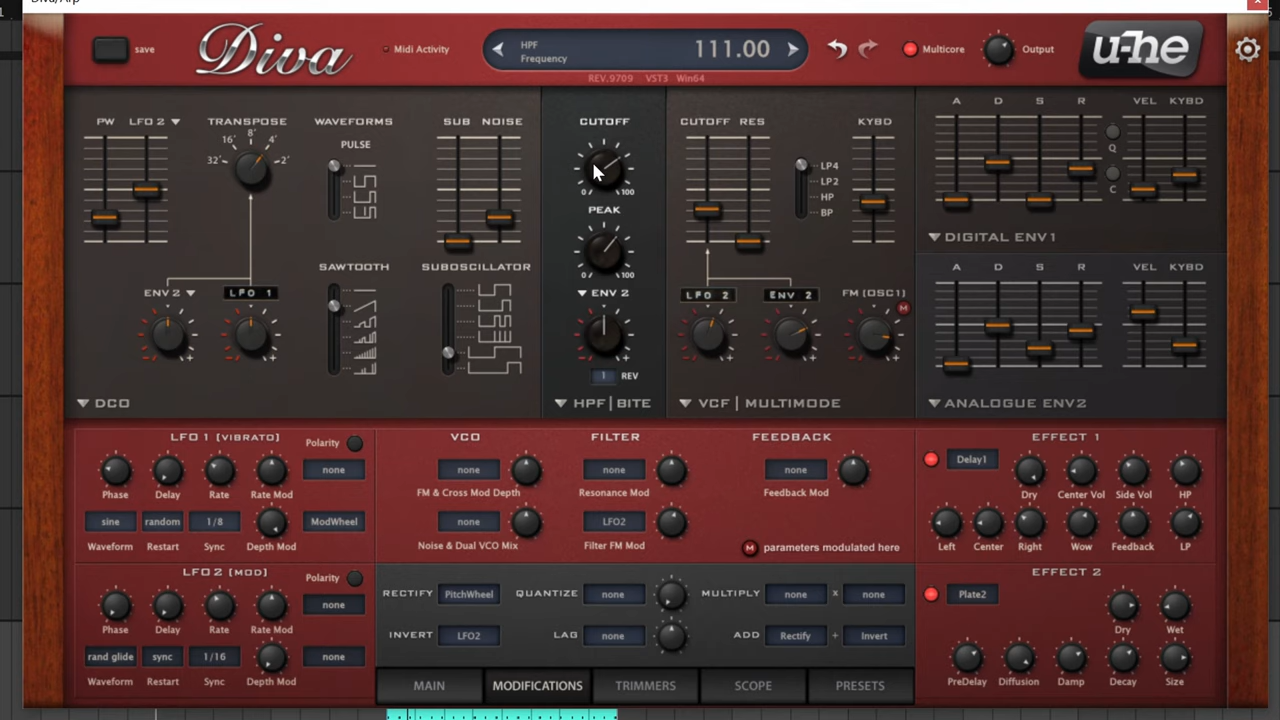 Diva/Arp
save
Diva
Midi Activity
HPF
Frequency
111.00
REV.9709 VST3 Win64
Multicore
Output
u-he
PW LFO 2
TRANSPOSE
32' 16' 8' 4' 2'
WAVEFORMS
PULSE
SUB NOISE
SAWTOOTH
SUBOSCILLATOR
ENV 2
LFO 1
DCO
CUTOFF
0 100
PEAK
0 100
ENV 2
1 REV
HPF | BITE
CUTOFF RES
KYBD
LP4
LP2
HP
BP
LFO 2
ENV 2
FM (OSC1)
M
VCF | MULTIMODE
A D S R VEL KYBD
Q
C
DIGITAL ENV1
A D S R VEL KYBD
ANALOGUE ENV2
LFO 1 (VIBRATO)
Polarity
none
Phase Delay Rate Rate Mod
sine random 1/8 ModWheel
Waveform Restart Sync Depth Mod
LFO 2 (MOD)
Polarity
none
Phase Delay Rate Rate Mod
rand glide sync 1/16 none
Waveform Restart Sync Depth Mod
VCO FILTER FEEDBACK
none none none
FM & Cross Mod Depth Resonance Mod Feedback Mod
none LFO2
Noise & Dual VCO Mix Filter FM Mod
M parameters modulated here
RECTIFY PitchWheel QUANTIZE none MULTIPLY none x none
INVERT LFO2 LAG none ADD Rectify + Invert
MAIN MODIFICATIONS TRIMMERS SCOPE PRESETS
EFFECT 1
Delay1
Dry Center Vol Side Vol HP
Left Center Right Wow Feedback LP
EFFECT 2
Plate2
Dry Wet
PreDelay Diffusion Damp Decay Size